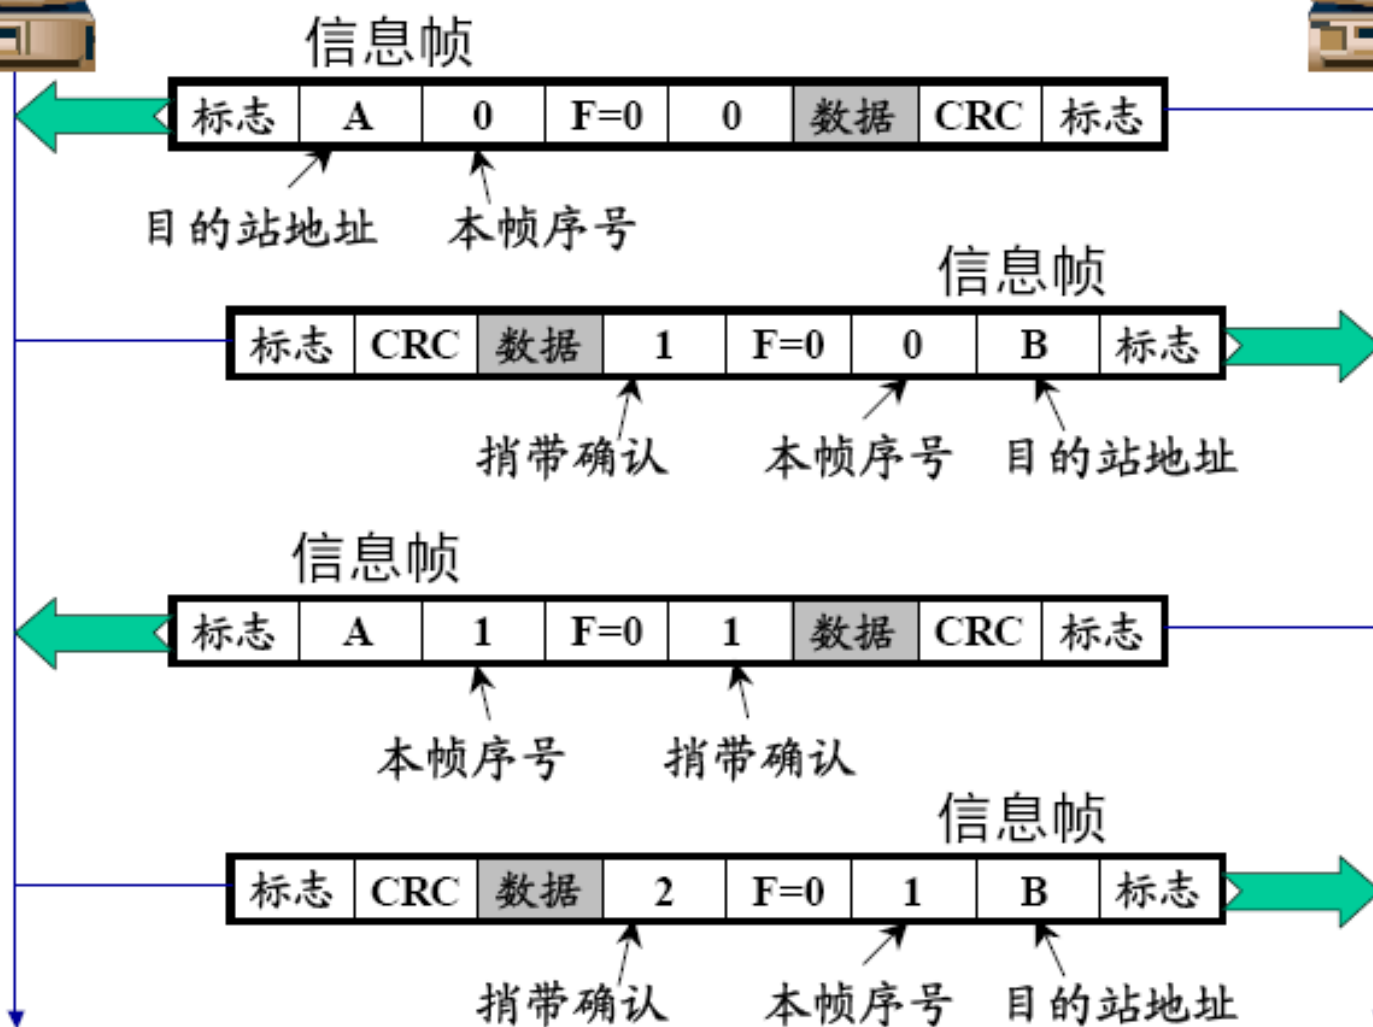 信息帧
标志 A 0 F=0 0 数据 CRC 标志
目的站地址 本帧序号
信息帧
标志 CRC 数据 1 F=0 0 B 标志
捎带确认 本帧序号 目的站地址
信息帧
标志 A 1 F=0 1 数据 CRC 标志
本帧序号 捎带确认
信息帧
标志 CRC 数据 2 F=0 1 B 标志
捎带确认 本帧序号 目的站地址